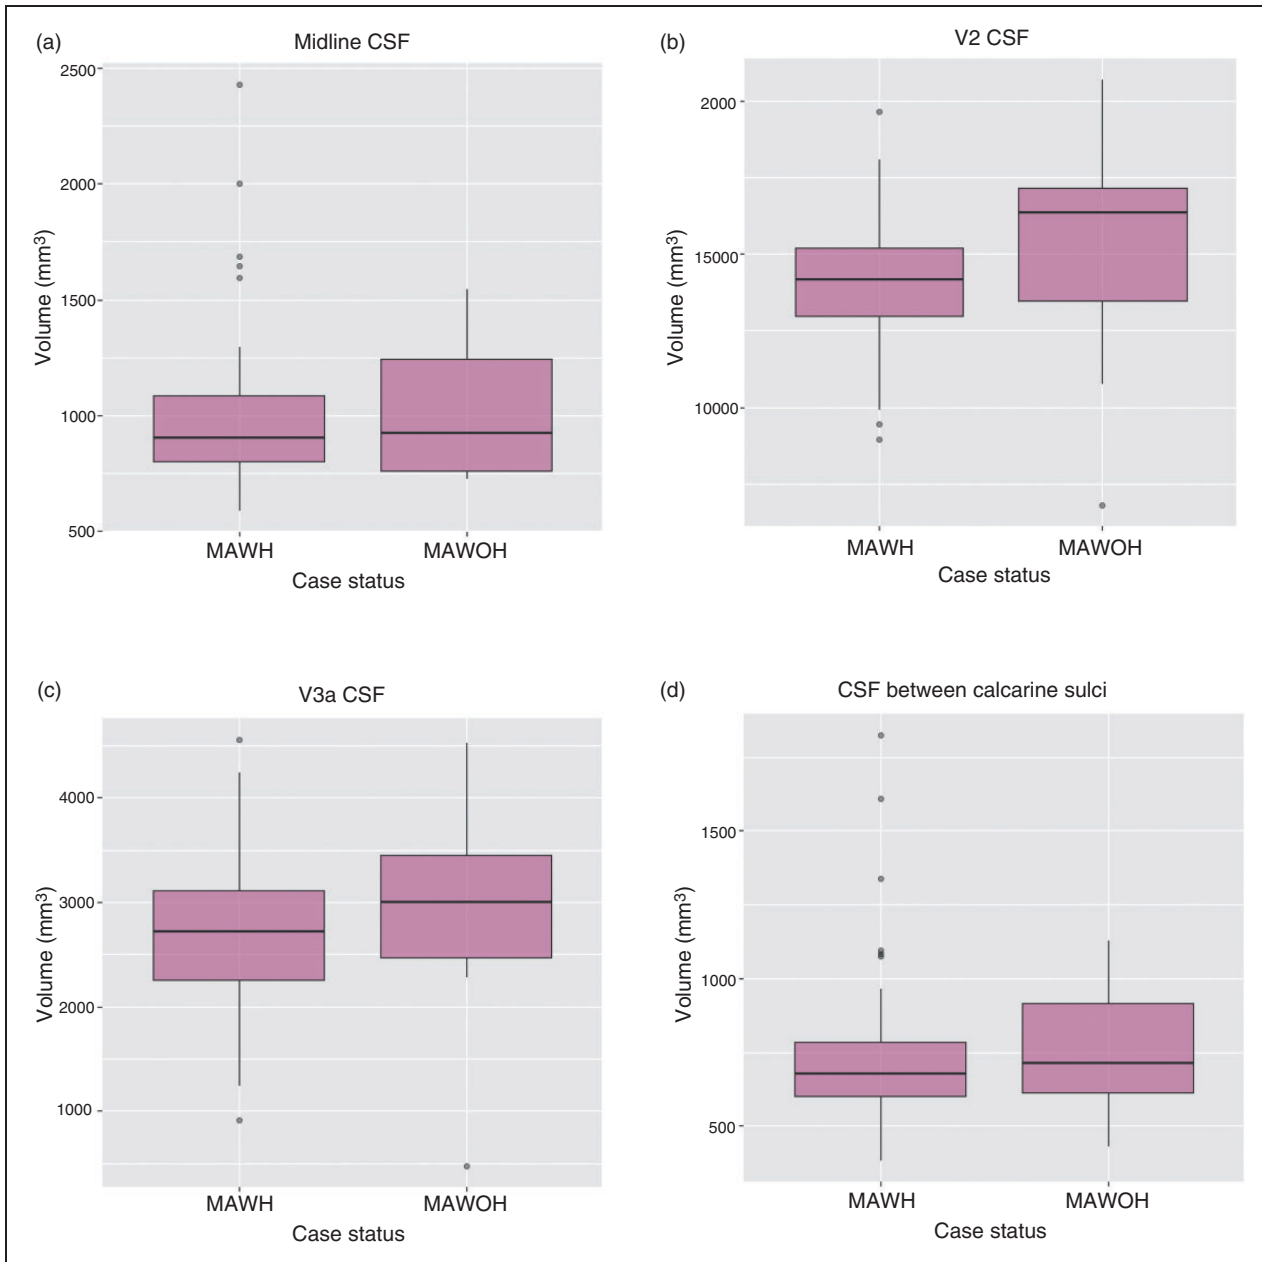 (a)
Midline CSF
2500
2000
1500
1000
500
Volume (mm³)
MAWH
MAWOH
Case status
(b)
V2 CSF
2000
15000
10000
Volume (mm³)
MAWH
MAWOH
Case status
(c)
V3a CSF
4000
3000
2000
1000
Volume (mm³)
MAWH
MAWOH
Case status
(d)
CSF between calcarine sulci
1500
1000
500
Volume (mm³)
MAWH
MAWOH
Case status